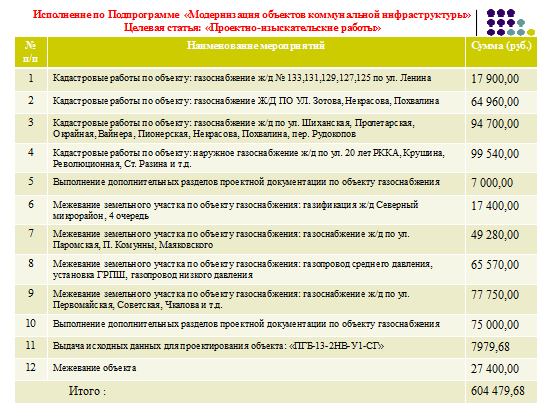 Исполнение по Подпрограмме «Модернизация объектов коммунальной инфраструктуры»
Целевая статья: «Проектно-изыскательские работы»
№ п/п Наименование мероприятий Сумма (руб.)
1 Кадастровые работы по объекту: газоснабжение ж/д № 133,131,129,127,125 по ул. Ленина 17 900,00
2 Кадастровые работы по объекту: газоснабжение Ж/Д ПО УЛ. Зотова, Некрасова, Похвалина 64 960,00
3 Кадастровые работы по объекту: газоснабжение ж/д по ул. Шиханская, Пролетарская, 94 700,00
Окрайная, Вайнера, Пионерская, Некрасова, Похвалина, пер. Рудокопов
4 Кадастровые работы по объекту: наружное газоснабжение ж/д по ул. 20 лет РККА, Крушина, 99 540,00
Революционная, Ст. Разина и т.д.
5 Выполнение дополнительных разделов проектной документации по объекту газоснабжения 7 000,00
6 Межевание земельного участка по объекту газоснабжения: газификация ж/д Северный 17 400,00
микрорайон, 4 очередь
7 Межевание земельного участка по объекту газоснабжения: газоснабжение ж/д по ул. 49 280,00
Паромская, П. Комунны, Маяковского
8 Межевание земельного участка по объекту газоснабжения: газопровод среднего давления, 65 570,00
установка ГРПШ, газопровод низкого давления
9 Межевание земельного участка по объекту газоснабжения: газоснабжение ж/д по ул. 77 750,00
Первомайская, Советская, Чкалова и т.д.
10 Выполнение дополнительных разделов проектной документации по объекту газоснабжения 75 000,00
11 Выдача исходных данных для проектирования объекта: «ПГБ-13-2НВ-У1-СГ» 7979,68
12 Межевание объекта 27 400,00
Итого : 604 479,68